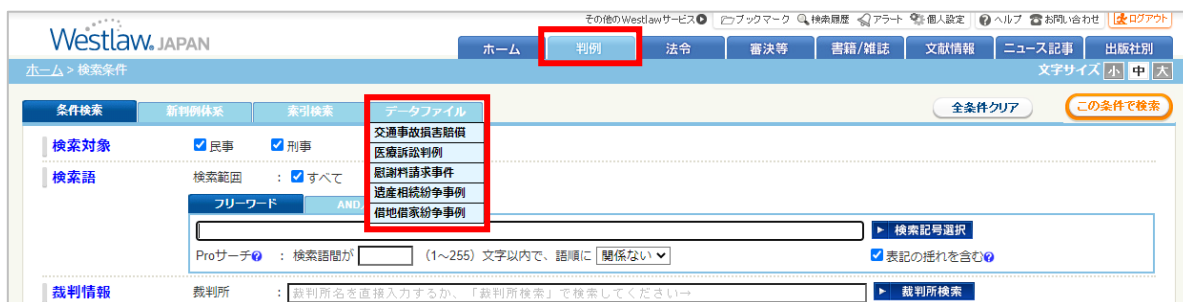 その他のWestlawサービス ブックマーク 検索履歴 アラート 個人設定 ヘルプ お問い合わせ ログアウト
Westlaw. JAPAN
ホーム 判例 法令 審決等 書籍/雑誌 文献情報 ニュース記事 出版社別
ホーム > 検索条件 文字サイズ 小 中 大
条件検索 新判例体系 索引検索 データファイル 全条件クリア この条件で検索
交通事故損害賠償
検索対象 民事 刑事
医療訴訟判例
慰謝料請求事件
検索語 検索範囲 : すべて
遺産相続紛争事例
フリーワード AND
借地借家紛争事例
検索記号選択
Proサーチ : 検索語間が (1~255) 文字以内で、語順に 関係ない 表記の揺れを含む
裁判情報 裁判所 : 裁判所名を直接入力するか、「裁判所検索」で検索してください→ 裁判所検索